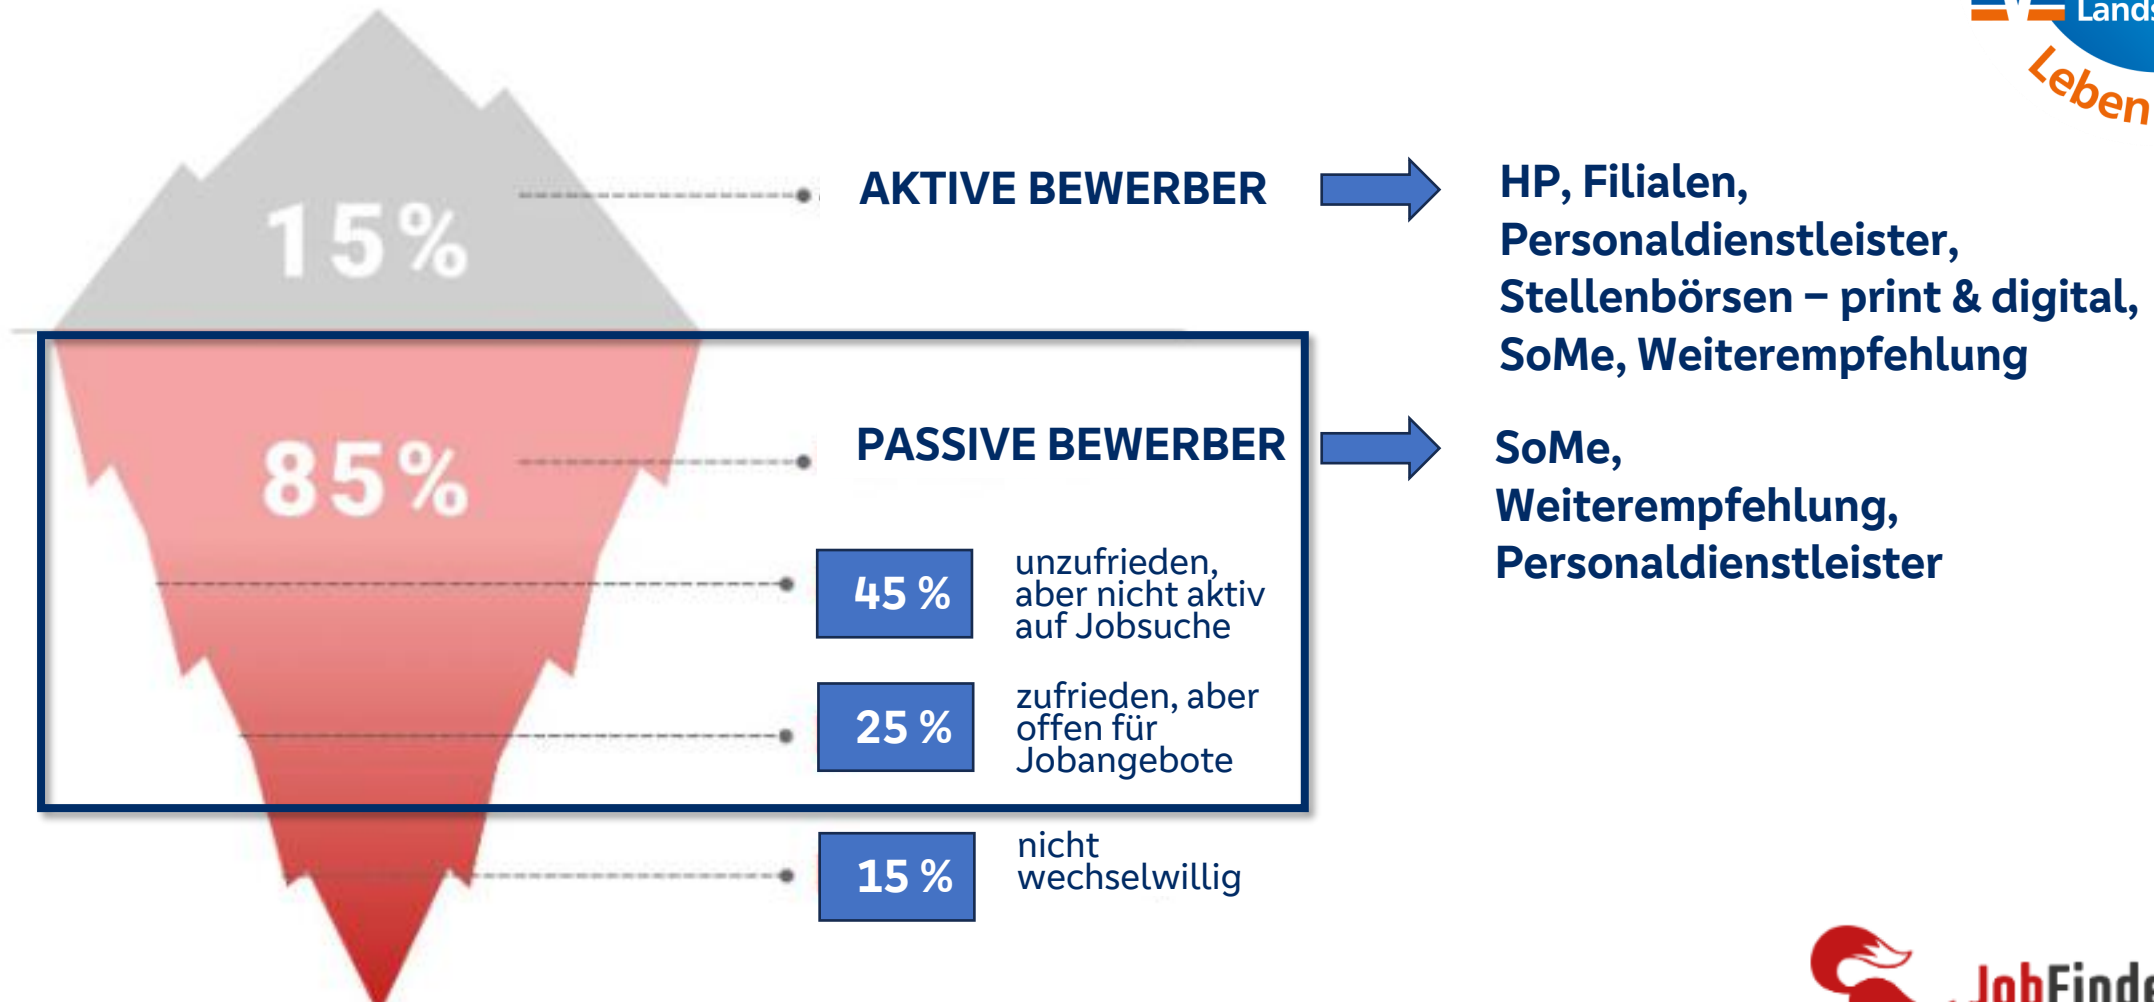 Leben
15%
AKTIVE BEWERBER
HP, Filialen,
Personaldienstleister,
Stellenbörsen – print & digital,
SoMe, Weiterempfehlung
85%
PASSIVE BEWERBER
SoMe,
Weiterempfehlung,
Personaldienstleister
45 %
unzufrieden,
aber nicht aktiv
auf Jobsuche
25 %
zufrieden, aber
offen für
Jobangebote
15 %
nicht
wechselwillig